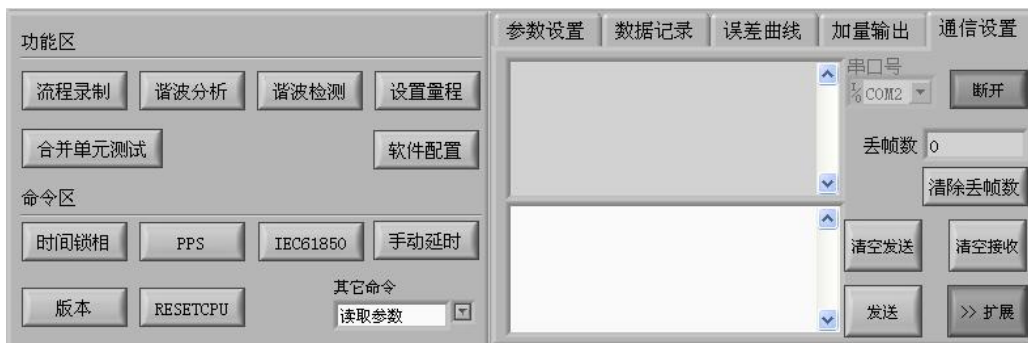 功能区
流程录制 谐波分析 谐波检测 设置量程
合并单元测试 软件配置
命令区
时间锁相 PPS IEC61850 手动延时
其它命令
版本 RESETCPU 读取参数
参数设置 数据记录 误差曲线 加量输出 通信设置
串口号
COM2 断开
丢帧数 0
清除丢帧数
清空发送 清空接收
发送 >> 扩展